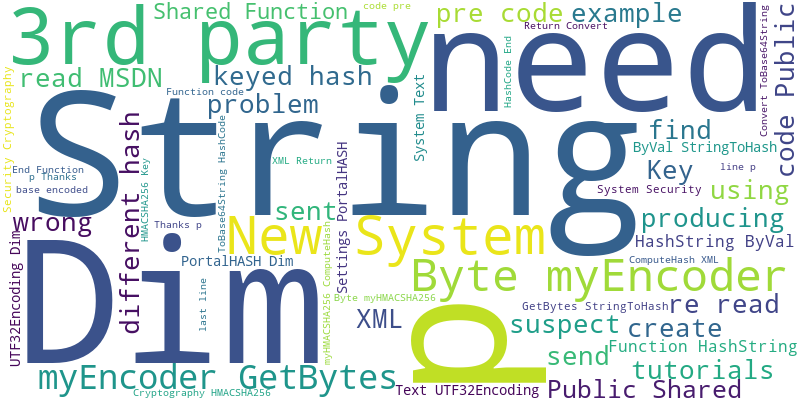 code pre
3rd party
Shared Function
need
pre code
example
Return Convert
read MSDN
keyed hash
problem
Function code
Security Cryptography
String
System Text
HashCode End
Convert ToBase64String
code Public
find
ByVal StringToHash
Key
line p
End Function
p Thanks
base encoded
different hash
HMACSHA256 Key
ToBase64String HashCode
XML Return
System Security
using
sent
producing
wrong
Thanks p
New System
Settings PortalHASH
HashString ByVal
UTF32Encoding Dim
Dim
last line
PortalHASH Dim
myHMACSHA256 ComputeHash
Byte myEncoder
ComputeHash XML
Byte myHMACSHA256
p
GetBytes StringToHash
re read
XML
suspect
create
Function HashString
send
tutorials
myEncoder GetBytes
Cryptography HMACSHA256
Text UTF32Encoding
Public Shared